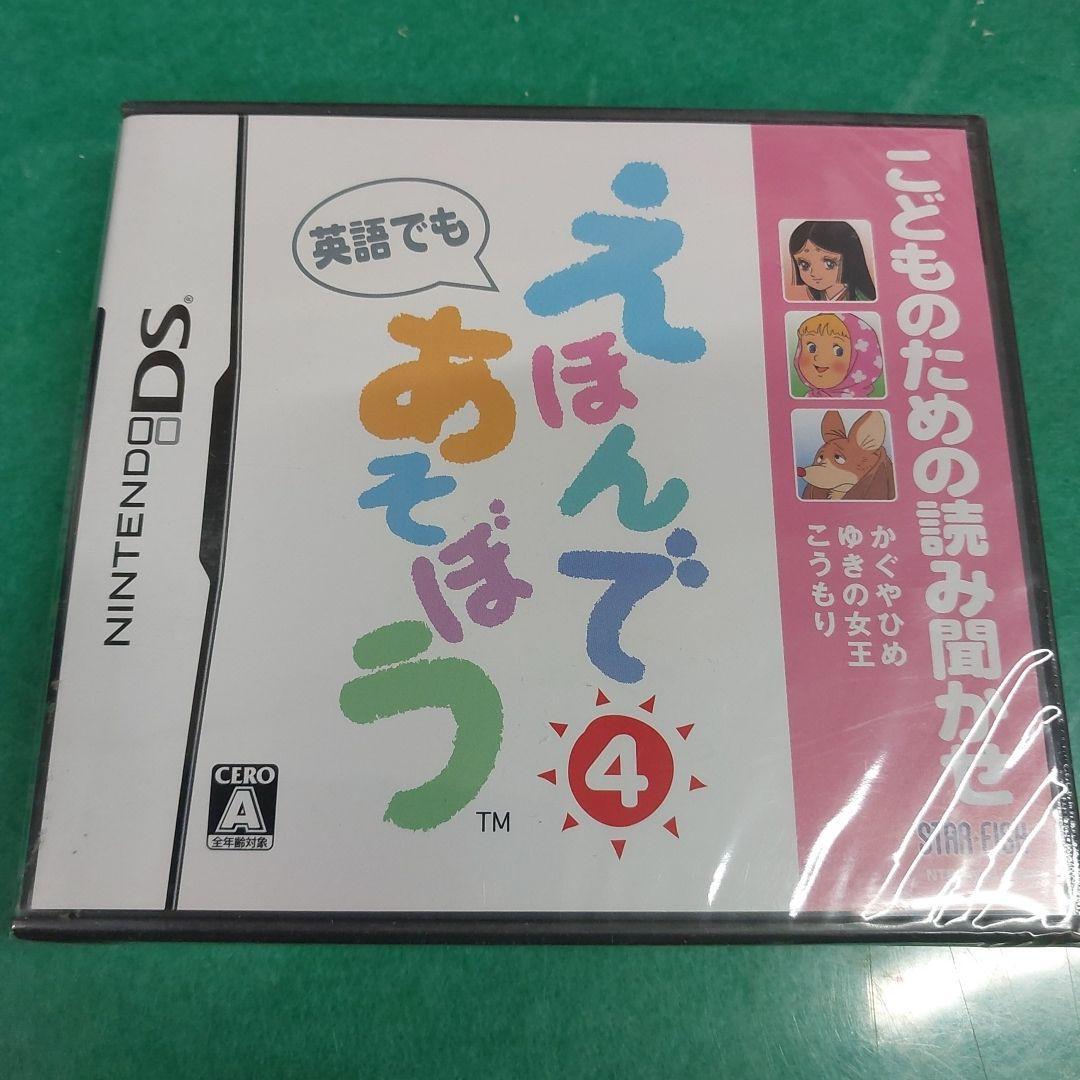 こどものための読み聞かせ
かぐやひめ
ゆきの女王
こうもり
えほんで
英語でも
あそぼう
™
4
NINTENDO DS®
CERO
A
全年齢対象
STAR·FISH